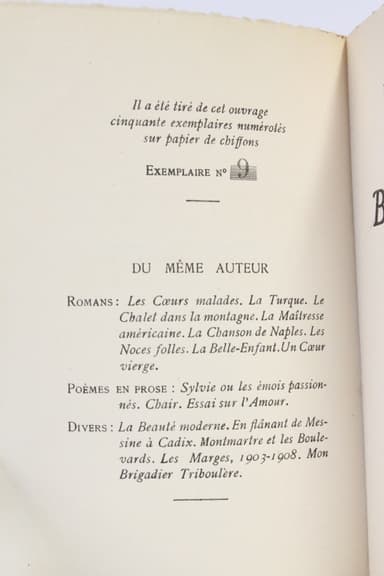 Il a été tiré de cet ouvrage
cinquante exemplaires numérotés
sur papier de chiffons
EXEMPLAIRE Nº 9
DU MÊME AUTEUR
ROMANS : Les Cœurs malades. La Turque. Le
Chalet dans la montagne. La Maîtresse
américaine. La Chanson de Naples. Les
Noces folles. La Belle-Enfant. Un Cœur
vierge.
POÈMES EN PROSE : Sylvie ou les émois passion-
nés. Chair. Essai sur l'Amour.
DIVERS : La Beauté moderne. En flânant de Mes-
sine à Cadix. Montmartre et les Boule-
vards. Les Marges, 1903-1908. Mon
Brigadier Triboulère.
B